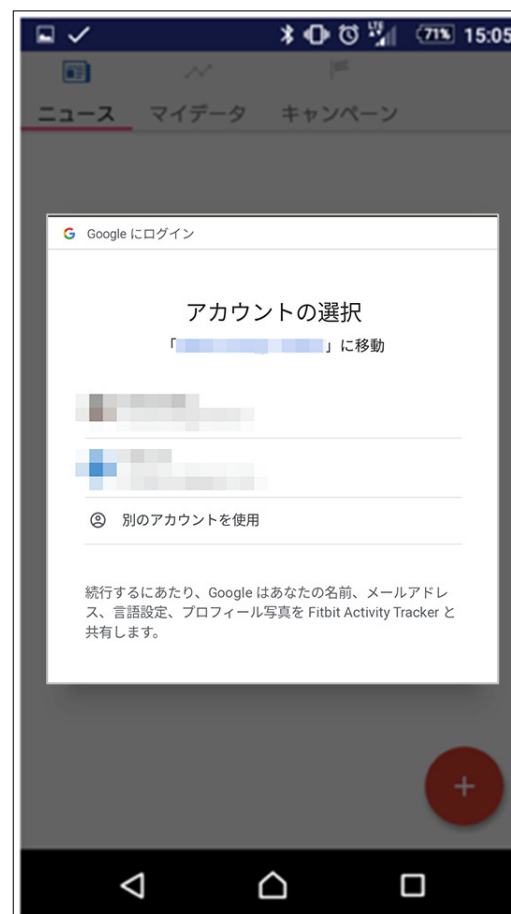 LTE 71% 15:05
ニュース マイデータ キャンペーン
G Google にログイン
アカウントの選択
「 」に移動
別のアカウントを使用
続行するにあたり、Google はあなたの名前、メールアドレ
ス、言語設定、プロフィール写真を Fitbit Activity Tracker と
共有します。